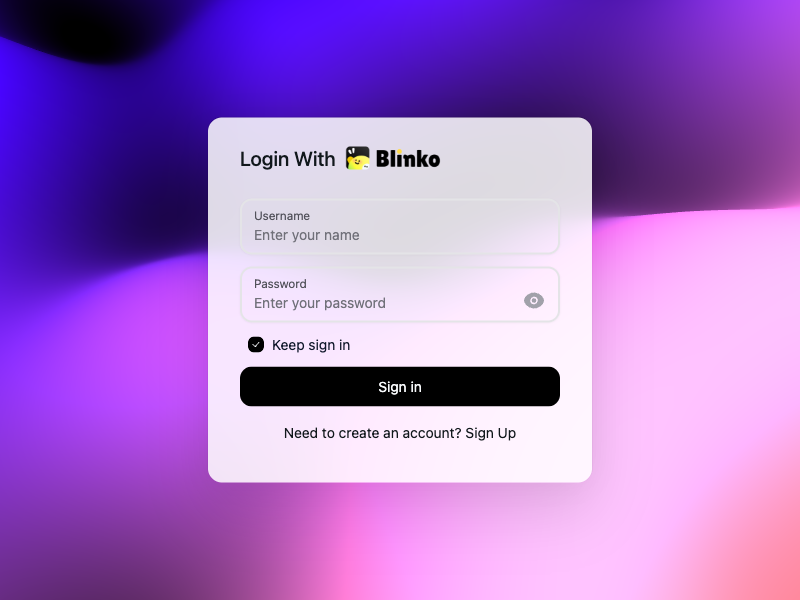 Login With Blinko
Username
Enter your name
Password
Enter your password
Keep sign in
Sign in
Need to create an account? Sign Up